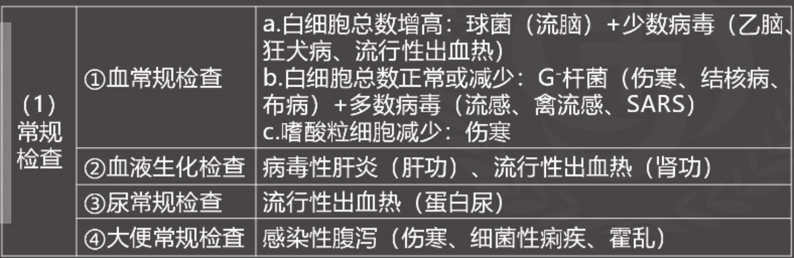 (1)
常规
检查
①血常规检查
a.白细胞总数增高：球菌（流脑）+少数病毒（乙脑、
狂犬病、流行性出血热）
b.白细胞总数正常或减少：G-杆菌（伤寒、结核病、
布病）+多数病毒（流感、禽流感、SARS）
c.嗜酸粒细胞减少：伤寒
②血液生化检查
病毒性肝炎（肝功）、流行性出血热（肾功）
③尿常规检查
流行性出血热（蛋白尿）
④大便常规检查
感染性腹泻（伤寒、细菌性痢疾、霍乱）